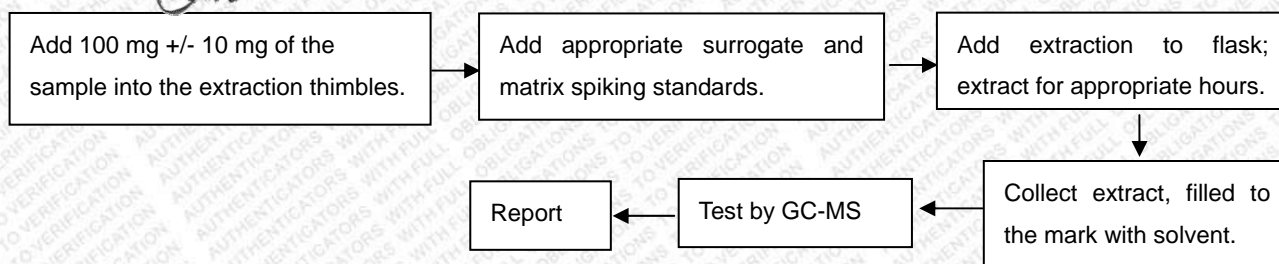 Add 100 mg +/- 10 mg of the
sample into the extraction thimbles.
Add appropriate surrogate and
matrix spiking standards.
Add extraction to flask;
extract for appropriate hours.
Collect extract, filled to
the mark with solvent.
Test by GC-MS
Report